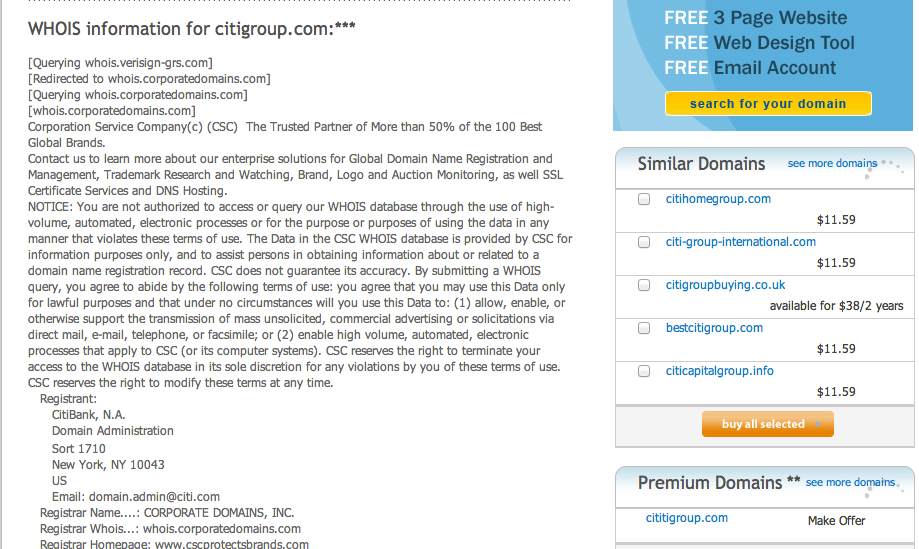 WHOIS information for citigroup.com:***
[Querying whois.verisign-grs.com]
[Redirected to whois.corporatedomains.com]
[Querying whois.corporatedomains.com]
[whois.corporatedomains.com]
Corporation Service Company(c) (CSC)  The Trusted Partner of More than 50% of the 100 Best
Global Brands.
Contact us to learn more about our enterprise solutions for Global Domain Name Registration and
Management, Trademark Research and Watching, Brand, Logo and Auction Monitoring, as well SSL
Certificate Services and DNS Hosting.
NOTICE: You are not authorized to access or query our WHOIS database through the use of high-
volume, automated, electronic processes or for the purpose or purposes of using the data in any
manner that violates these terms of use. The Data in the CSC WHOIS database is provided by CSC for
information purposes only, and to assist persons in obtaining information about or related to a
domain name registration record. CSC does not guarantee its accuracy. By submitting a WHOIS
query, you agree to abide by the following terms of use: you agree that you may use this Data only
for lawful purposes and that under no circumstances will you use this Data to: (1) allow, enable, or
otherwise support the transmission of mass unsolicited, commercial advertising or solicitations via
direct mail, e-mail, telephone, or facsimile; or (2) enable high volume, automated, electronic
processes that apply to CSC (or its computer systems). CSC reserves the right to terminate your
access to the WHOIS database in its sole discretion for any violations by you of these terms of use.
CSC reserves the right to modify these terms at any time.
Registrant:
CitiBank, N.A.
Domain Administration
Sort 1710
New York, NY 10043
US
Email: domain.admin@citi.com
Registrar Name....: CORPORATE DOMAINS, INC.
Registrar Whois...: whois.corporatedomains.com
Registrar Homepage: www.cscprotectsbrands.com
FREE 3 Page Website
FREE Web Design Tool
FREE Email Account
search for your domain
Similar Domains see more domains
citihomegroup.com
$11.59
citi-group-international.com
$11.59
citigroupbuying.co.uk
available for $38/2 years
bestcitigroup.com
$11.59
citicapitalgroup.info
$11.59
buy all selected
Premium Domains ** see more domains
cititigroup.com Make Offer